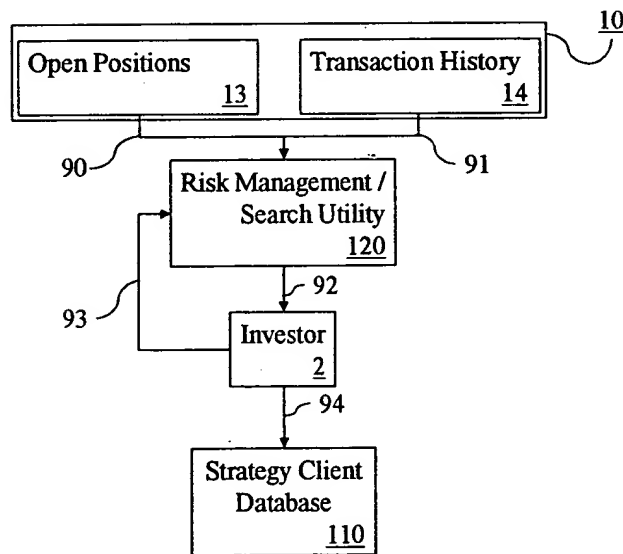 10
Open Positions
13
Transaction History
14
90
91
Risk Management /
Search Utility
120
92
93
Investor
2
94
Strategy Client
Database
110